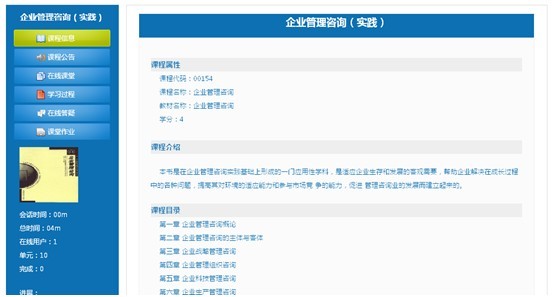 企业管理咨询（实践）
课程信息
课程公告
在线课堂
学习过程
在线答疑
课堂作业
会话时间：00m
总时间：04m
在线用户：1
单元：10
完成：0
进展：
企业管理咨询（实践）
课程属性
课程代码：00154
课程名称：企业管理咨询
教材名称：企业管理咨询
学分：4
课程介绍
本书是在企业管理咨询实践基础上形成的一门应用性学科，是适应企业生存和发展的客观需要，帮助企业解决在成长过程
中的各种问题，提高其对环境的适应能力和参与市场竞 争的能力，促进 管理咨询业的发展而建立起来的。
课程目录
第一章 企业管理咨询概论
第二章 企业管理咨询的主体与客体
第三章 企业战略管理咨询
第四章 企业管理组织咨询
第五章 企业科技管理咨询
第六章 企业生产管理咨询